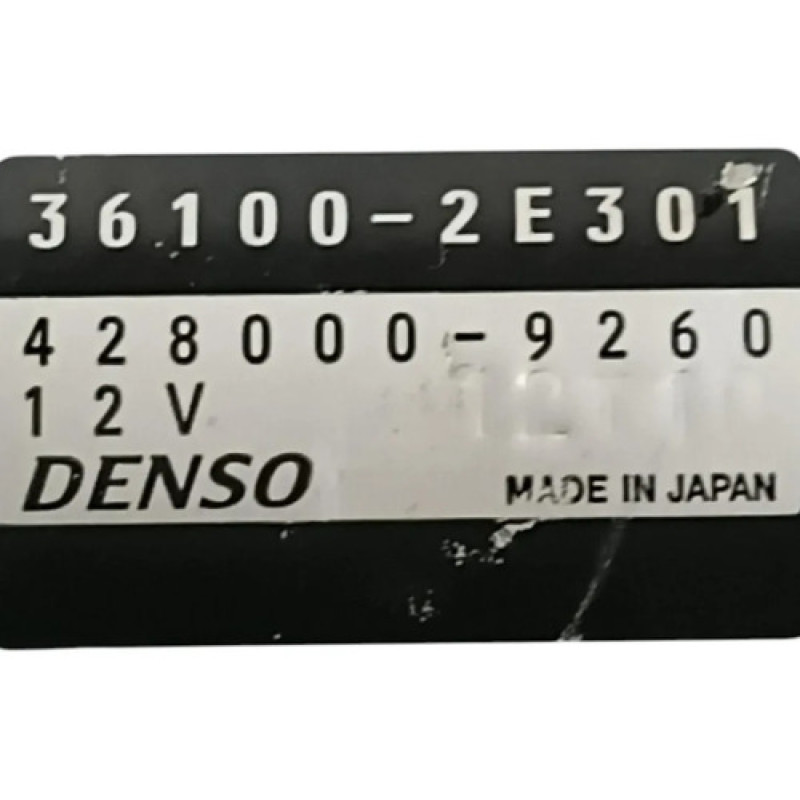 36100-2E301
428000-9260
12V
DENSO
MADE IN JAPAN